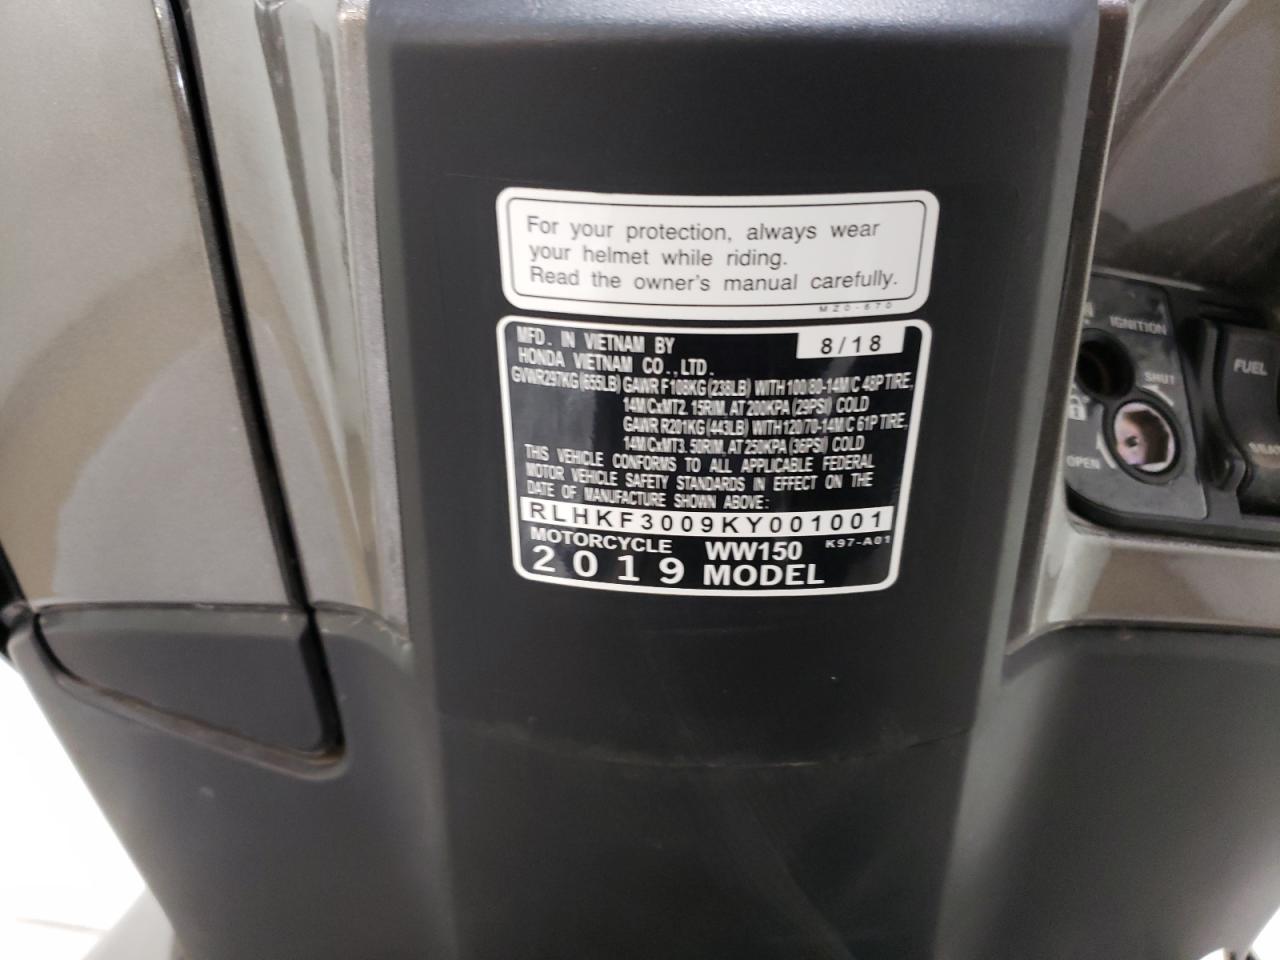 For your protection, always wear
your helmet while riding.
Read the owner's manual carefully.
MZ0-670
MFD. IN VIETNAM BY
8/18
HONDA VIETNAM CO.,LTD.
GVWR297KG(655LB) GAWR F108KG(238LB) WITH 100/80-14M/C 48P TIRE,
14M/CxMT2.15RIM, AT 200KPA (29PSI) COLD
GAWR R201KG(443LB) WITH 120/70-14M/C 61P TIRE,
14M/CxMT3.50RIM, AT 250KPA (36PSI) COLD
THIS VEHICLE CONFORMS TO ALL APPLICABLE FEDERAL
MOTOR VEHICLE SAFETY STANDARDS IN EFFECT ON THE
DATE OF MANUFACTURE SHOWN ABOVE:
RLHKF3009KY001001
MOTORCYCLE WW150 K97-A01
2019 MODEL
IGNITION
SHUT
OPEN
FUEL